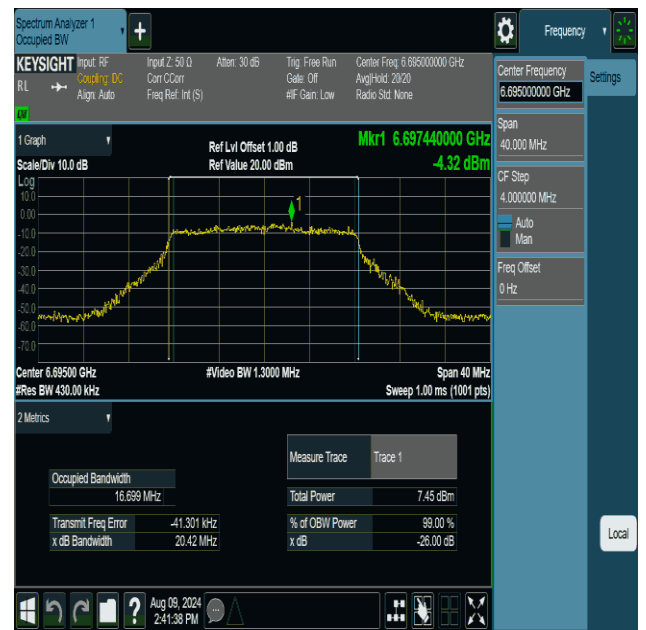 Spectrum Analyzer 1
Occupied BW
Frequency
KEYSIGHT
RL
Input: RF
Coupling: DC
Align: Auto
Input Z: 50 Ω
Corr CCorr
Freq Ref: Int (S)
Atten: 30 dB
Trig: Free Run
Gate: Off
#IF Gain: Low
Center Freq: 6.695000000 GHz
Avg|Hold: 20/20
Radio Std: None
Center Frequency
6.695000000 GHz
Settings
Span
40.000 MHz
CF Step
4.000000 MHz
Auto
Man
Freq Offset
0 Hz
1 Graph
Scale/Div 10.0 dB
Ref Lvl Offset 1.00 dB
Ref Value 20.00 dBm
Mkr1 6.697440000 GHz
-4.32 dBm
Log
10.0
0.00
-10.0
-20.0
-30.0
-40.0
-50.0
-60.0
-70.0
1
Center 6.69500 GHz
#Res BW 430.00 kHz
#Video BW 1.3000 MHz
Span 40 MHz
Sweep 1.00 ms (1001 pts)
2 Metrics
Measure Trace
Trace 1
Occupied Bandwidth
16.699 MHz
Total Power
7.45 dBm
Transmit Freq Error
-41.301 kHz
% of OBW Power
99.00 %
x dB Bandwidth
20.42 MHz
x dB
-26.00 dB
Local
?
Aug 09, 2024
2:41:38 PM